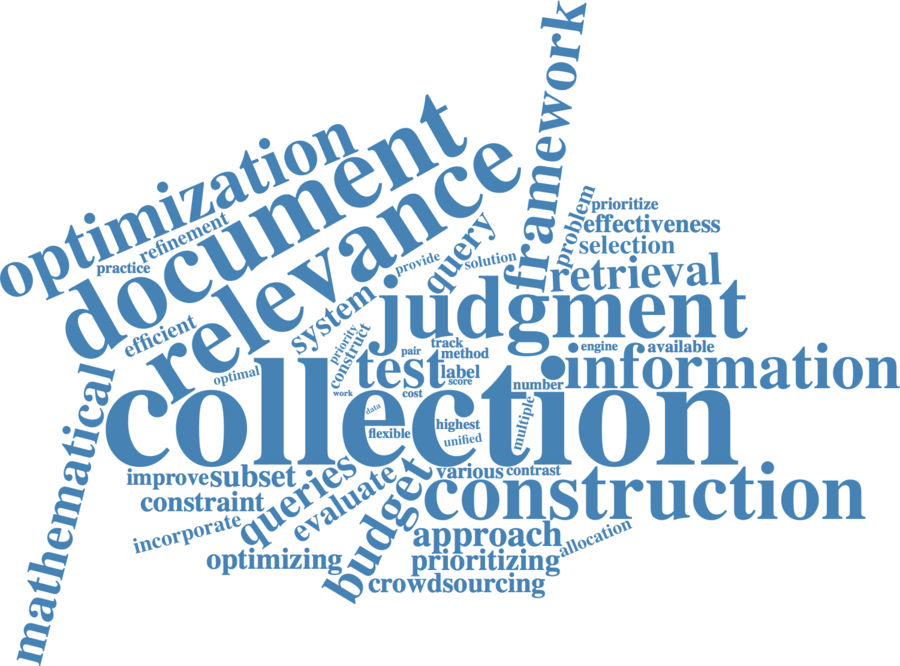 framework
optimization
document
relevance
refinement
practice
efficient
problem
prioritize
effectiveness
selection
query
provide
solution
retrieval
system
judgment
priority
construct
track
pair
method
engine
available
test
label
score
information
optimal
work
cost
number
collection
data
flexible
highest
unified
multiple
mathematical
improve
subset
various
contrast
constraint
queries
evaluate
budget
construction
incorporate
approach
allocation
optimizing
prioritizing
crowdsourcing